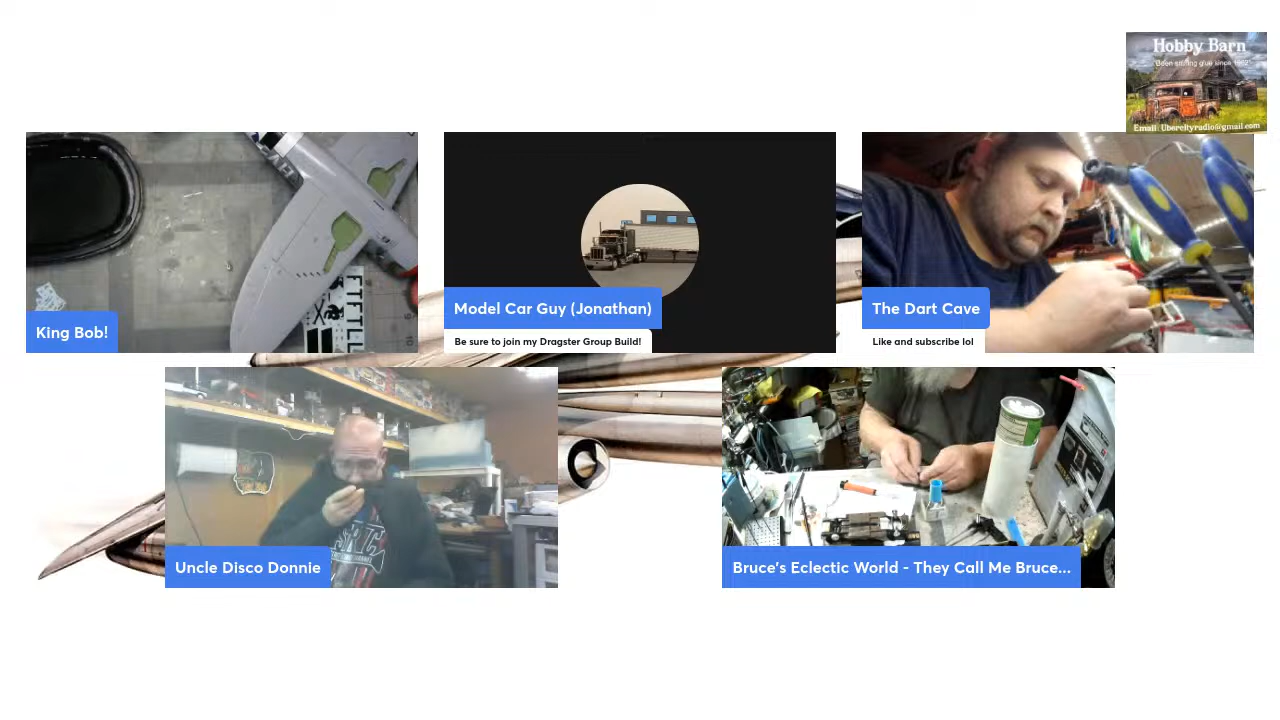 Hobby Barn
"Been sniffing glue since 1962"
Email: Ubercityradio@gmail.com
King Bob!
Model Car Guy (Jonathan)
Be sure to join my Dragster Group Build!
The Dart Cave
Like and subscribe lol
Uncle Disco Donnie
Bruce's Eclectic World - They Call Me Bruce...